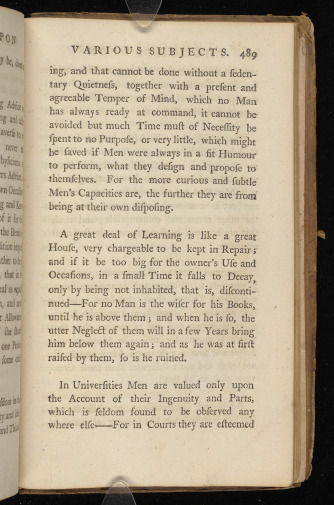 VARIOUS SUBJECTS. 489
ing, and that cannot be done without a ſeden-
tary Quietneſs, together with a preſent and
agreeable Temper of Mind, which no Man
has always ready at command, it cannot be
avoided but much Time muſt of Neceſſity be
ſpent to no Purpoſe, or very little, which might
be ſaved if Men were always in a fit Humour
to perform, what they deſign and propoſe to
themſelves. For the more curious and ſubtle
Men's Capacities are, the further they are from
being at their own diſpoſing.
A great deal of Learning is like a great
Houſe, very chargeable to be kept in Repair;
and if it be too big for the owner's Uſe and
Occaſions, in a ſmall Time it falls to Decay,
only by being not inhabited, that is, diſconti-
nued—For no Man is the wiſer for his Books,
until he is above them; and when he is ſo, the
utter Neglect of them will in a few Years bring
him below them again; and as he was at firſt
raiſed by them, ſo is he ruined.
In Univerſities Men are valued only upon
the Account of their Ingenuity and Parts,
which is ſeldom found to be obſerved any
where elſe——For in Courts they are eſteemed